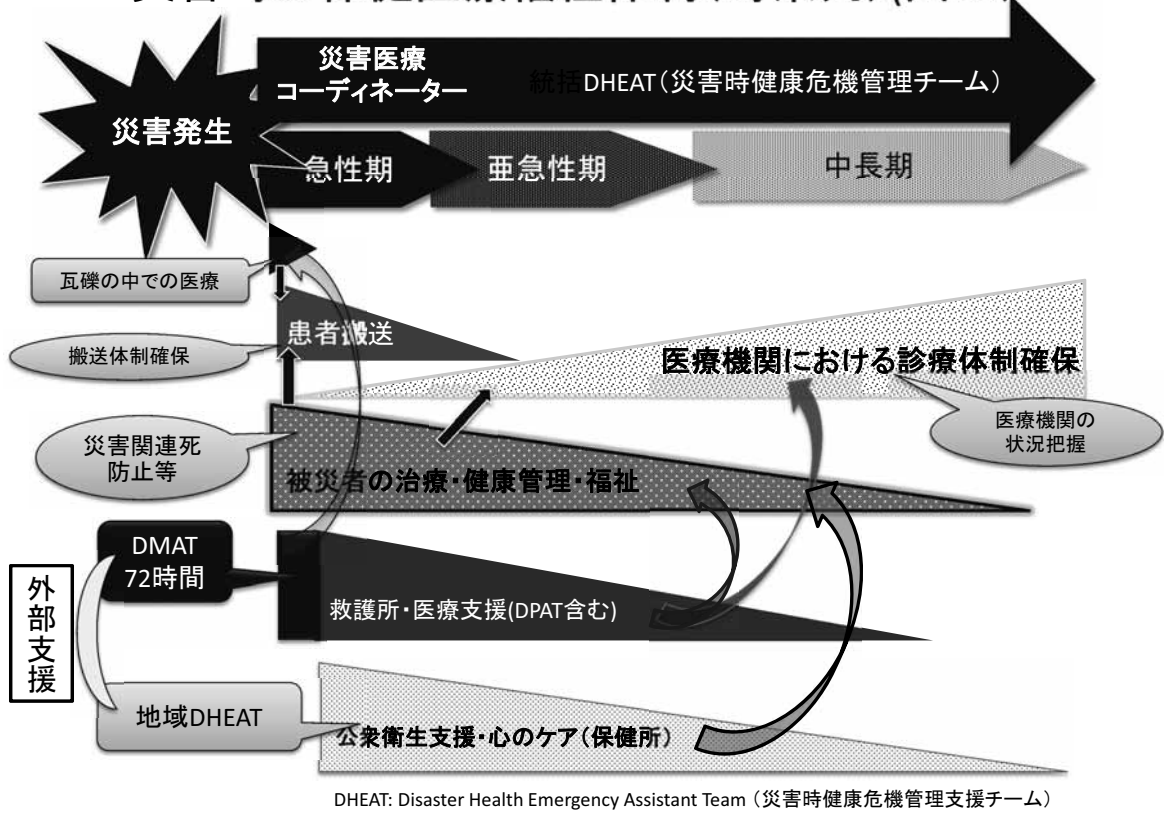 災害医療
コーディネーター
統括DHEAT（災害時健康危機管理チーム）
災害発生
急性期
亜急性期
中長期
瓦礫の中での医療
患者搬送
搬送体制確保
医療機関における診療体制確保
医療機関の
状況把握
災害関連死
防止等
被災者の治療・健康管理・福祉
DMAT
72時間
外部支援
救護所・医療支援(DPAT含む)
地域DHEAT
公衆衛生支援・心のケア（保健所）
DHEAT: Disaster Health Emergency Assistant Team （災害時健康危機管理支援チーム）